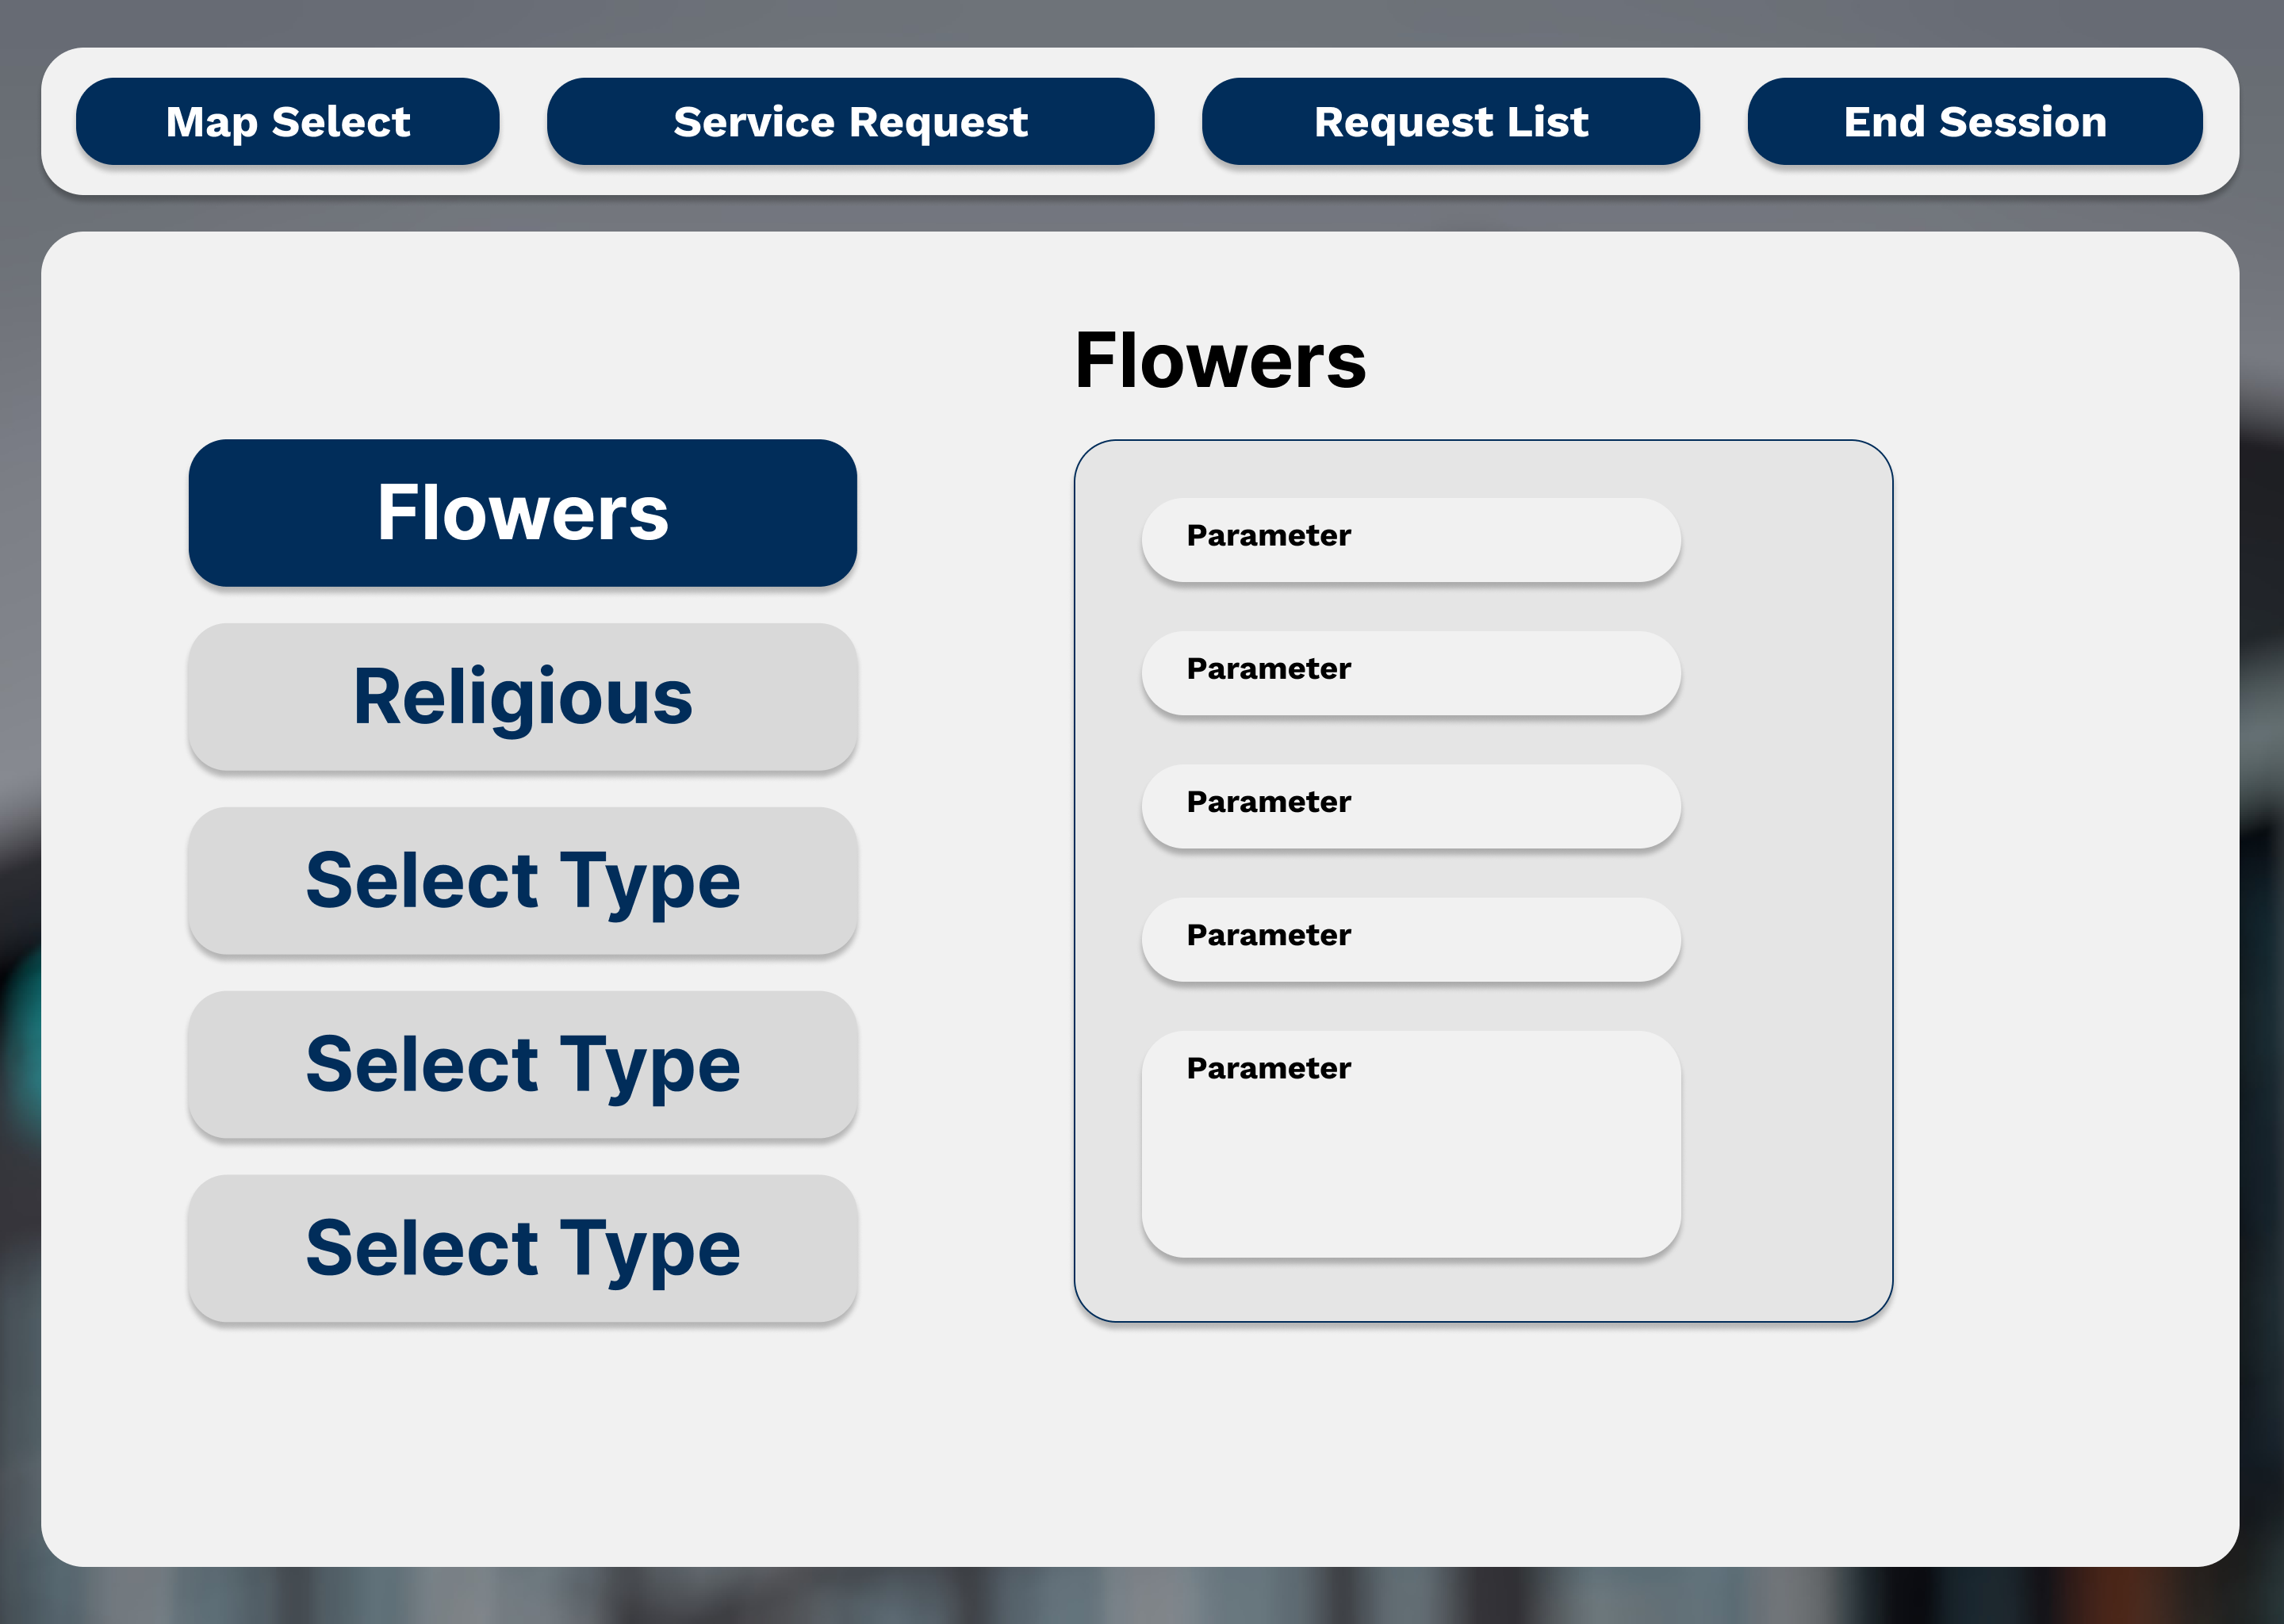 Map Select
Service Request
Request List
End Session
Flowers
Flowers
Religious
Select Type
Select Type
Select Type
Parameter
Parameter
Parameter
Parameter
Parameter